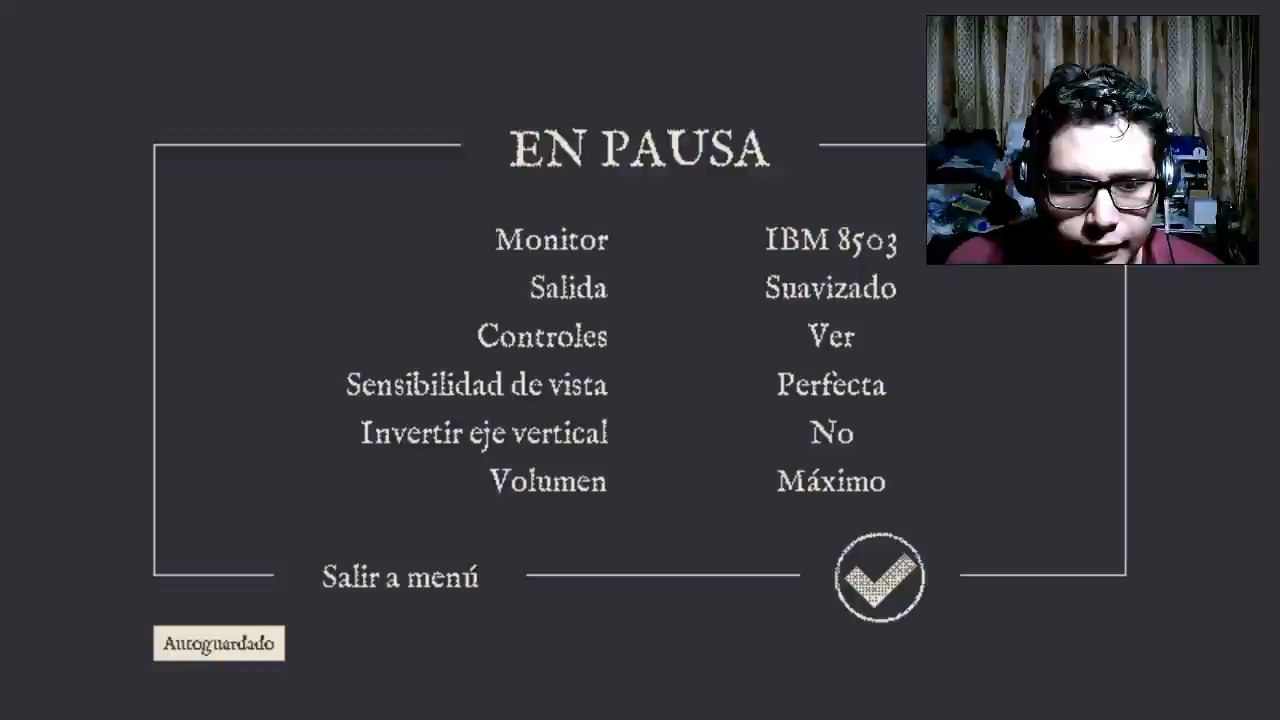 EN PAUSA
Monitor IBM 8503
Salida Suavizado
Controles Ver
Sensibilidad de vista Perfecta
Invertir eje vertical No
Volumen Máximo
Salir a menú
Autoguardado